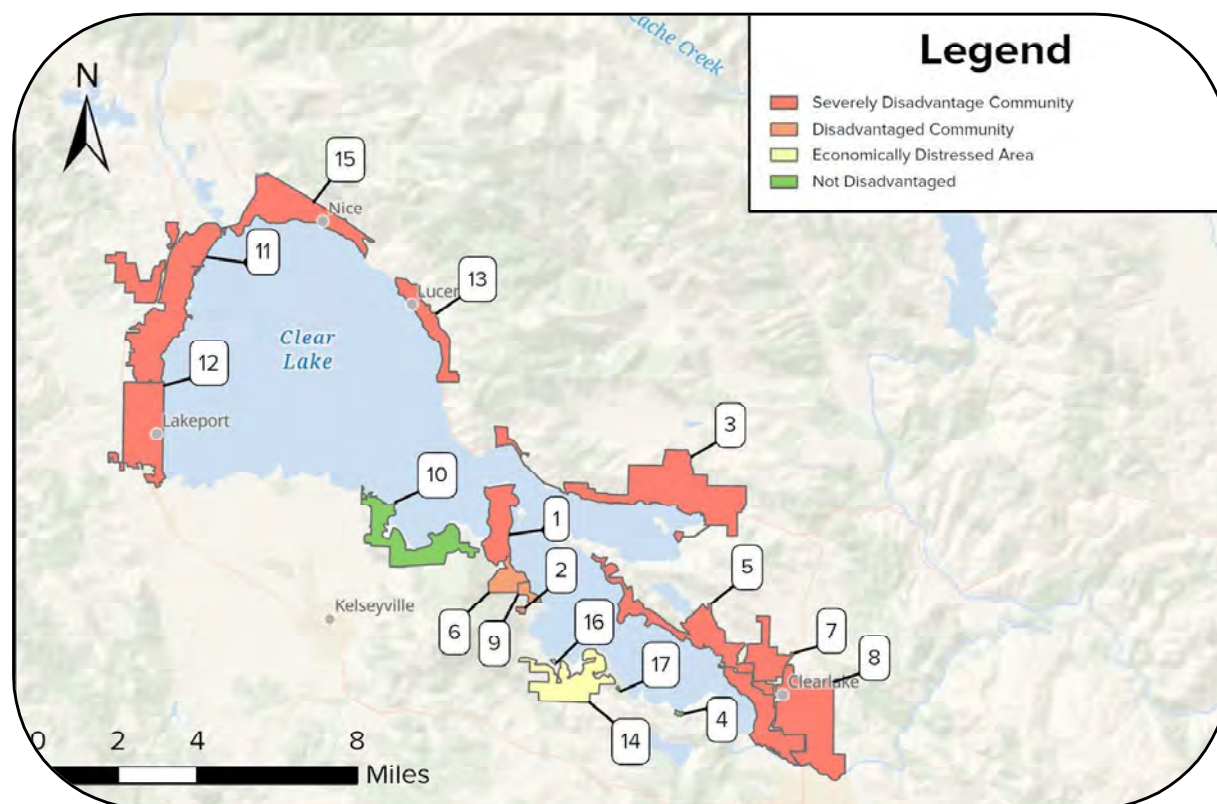 Cache Creek
Legend
Severely Disadvantage Community
Disadvantaged Community
Economically Distressed Area
Not Disadvantaged
N
15
Nice
11
13
Lucer
Clear
Lake
12
Lakeport
3
10
1
2
5
Kelseyville
6
9
16
7
17
8
Clearlake
4
14
0 2 4 8
Miles